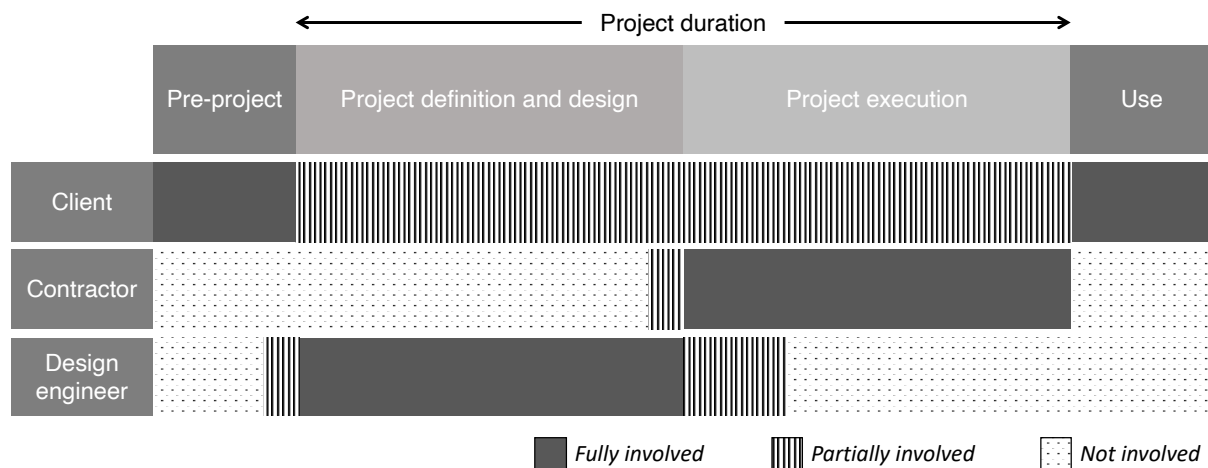 Project duration
Pre-project
Project definition and design
Project execution
Use
Client
Contractor
Design
engineer
Fully involved
Partially involved
Not involved